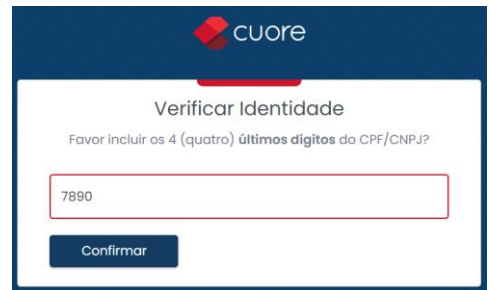 cuore
Verificar Identidade
Favor incluir os 4 (quatro) últimos dígitos do CPF/CNPJ?
7890
Confirmar